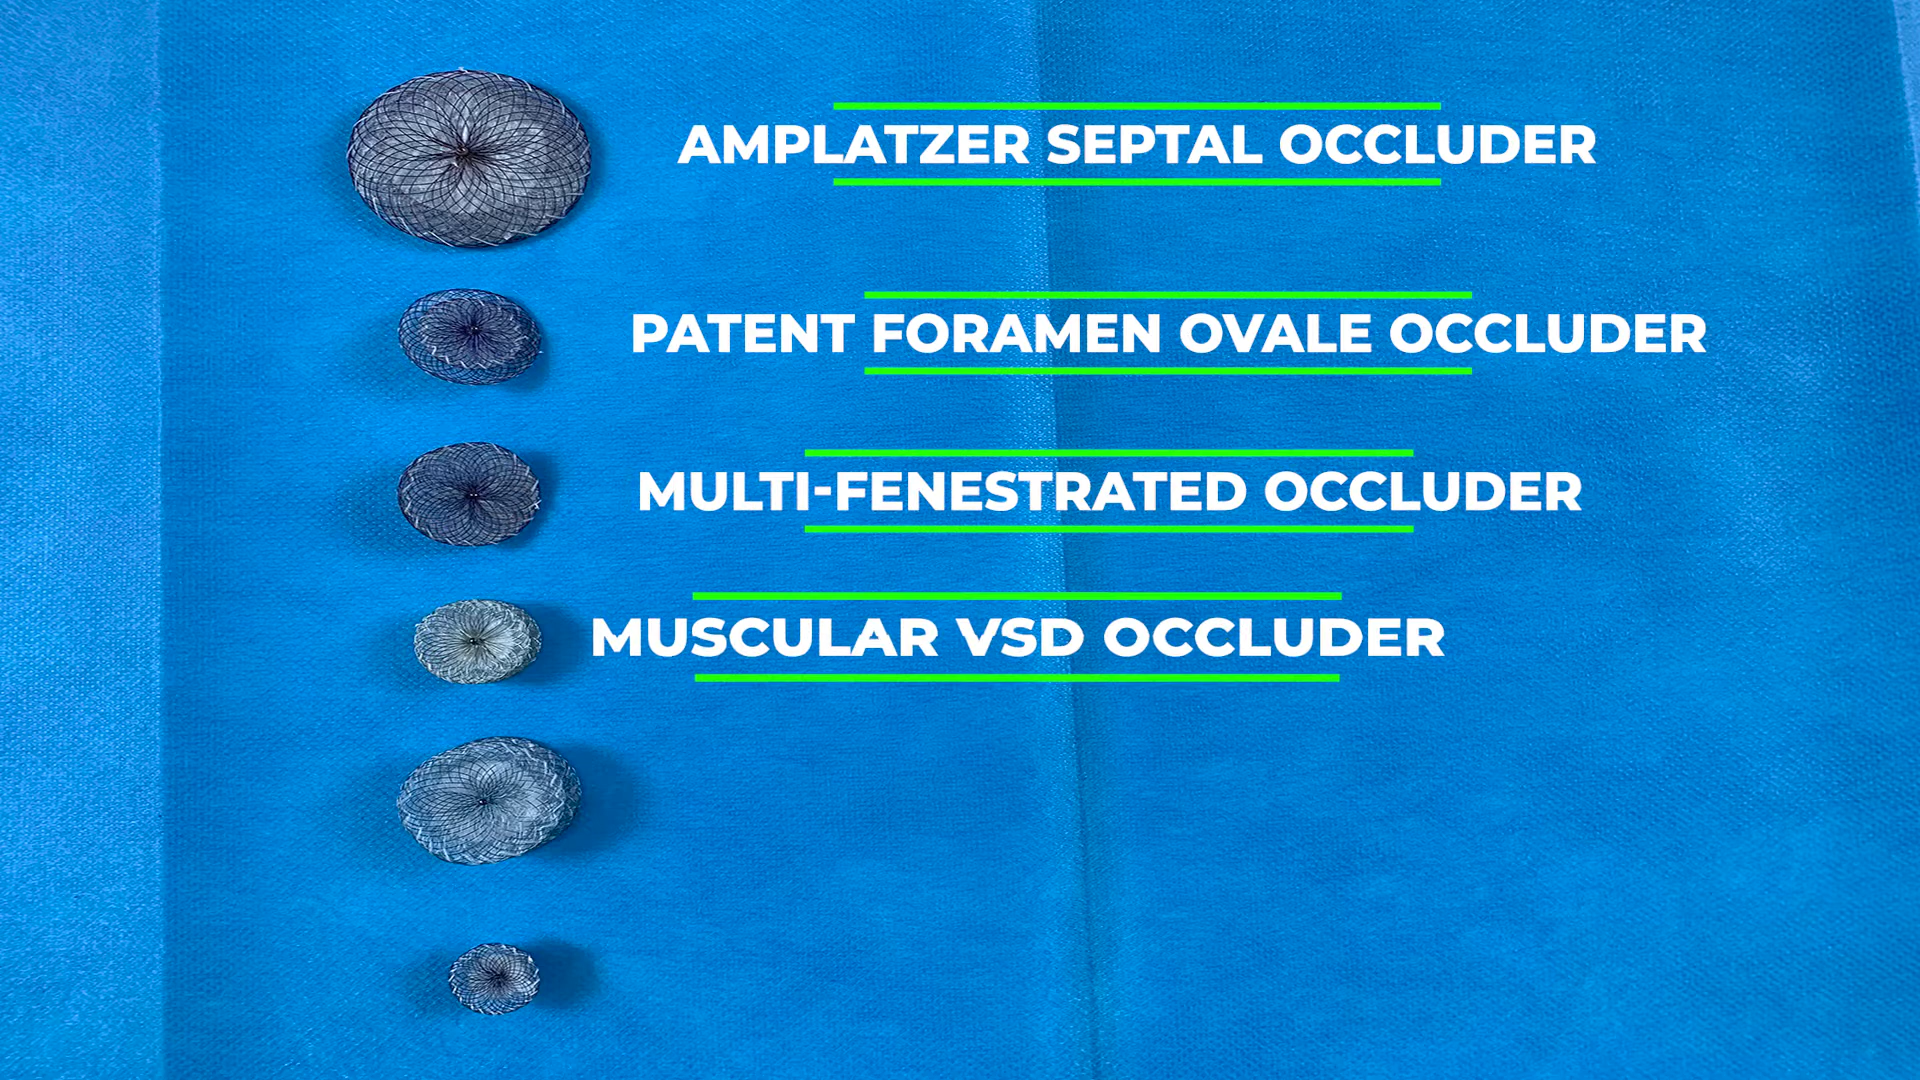 AMPLATZER SEPTAL OCCLUDER
PATENT FORAMEN OVALE OCCLUDER
MULTI-FENESTRATED OCCLUDER
MUSCULAR VSD OCCLUDER